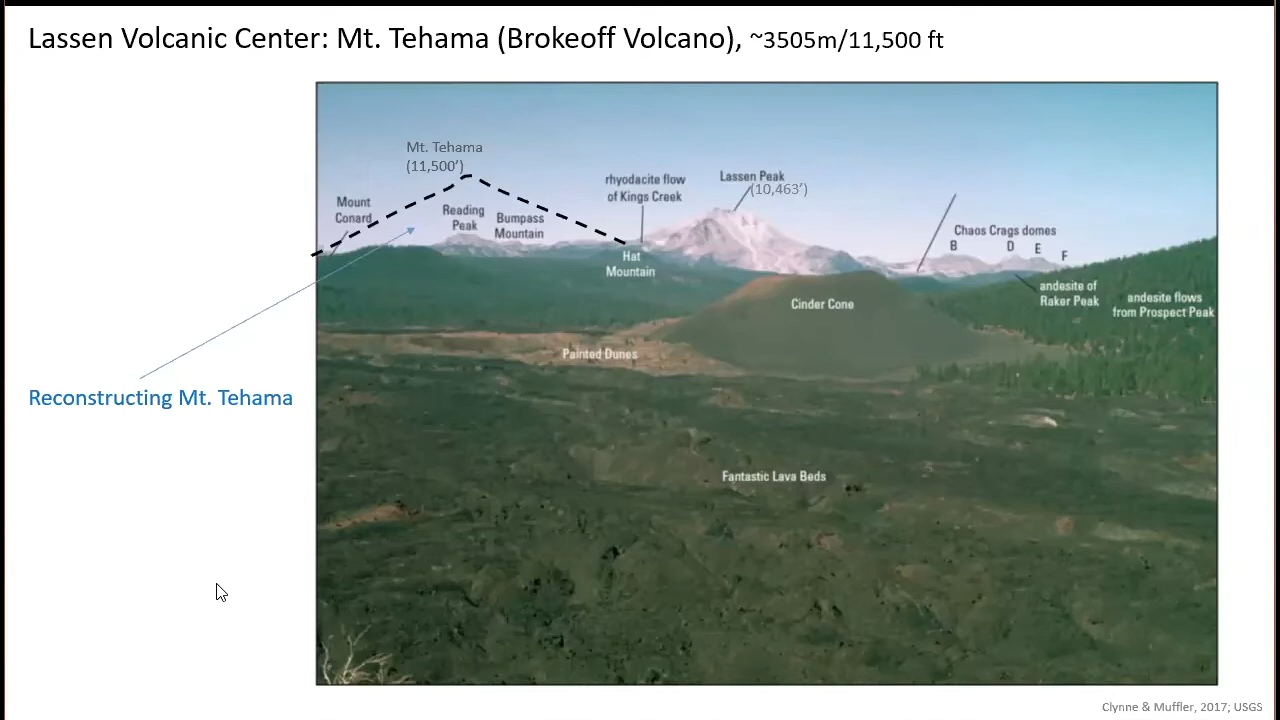 Lassen Volcanic Center: Mt. Tehama (Brokeoff Volcano), ~3505m/11,500 ft
Mt. Tehama
(11,500’)
Mount
Conard
Reading
Peak
Bumpass
Mountain
rhyodacite flow
of Kings Creek
Lassen Peak
(10,463’)
Chaos Crags domes
B D E F
Hat
Mountain
Cinder Cone
andesite of
Raker Peak
andesite flows
from Prospect Peak
Painted Dunes
Reconstructing Mt. Tehama
Fantastic Lava Beds
Clynne & Muffler, 2017; USGS